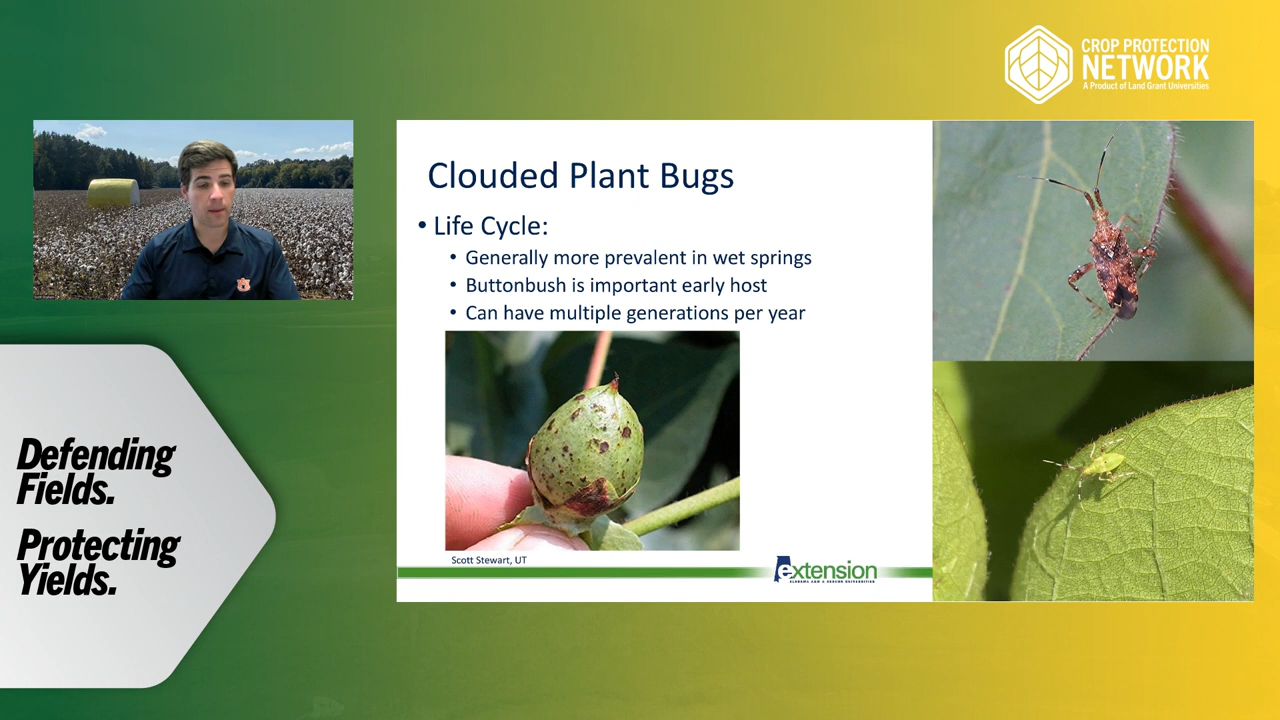 CROP PROTECTION
NETWORK
A Product of Land Grant Universities
Clouded Plant Bugs
• Life Cycle:
• Generally more prevalent in wet springs
• Buttonbush is important early host
• Can have multiple generations per year
Scott Stewart, UT
extension
ALABAMA A&M & AUBURN UNIVERSITIES
Defending
Fields.
Protecting
Yields.